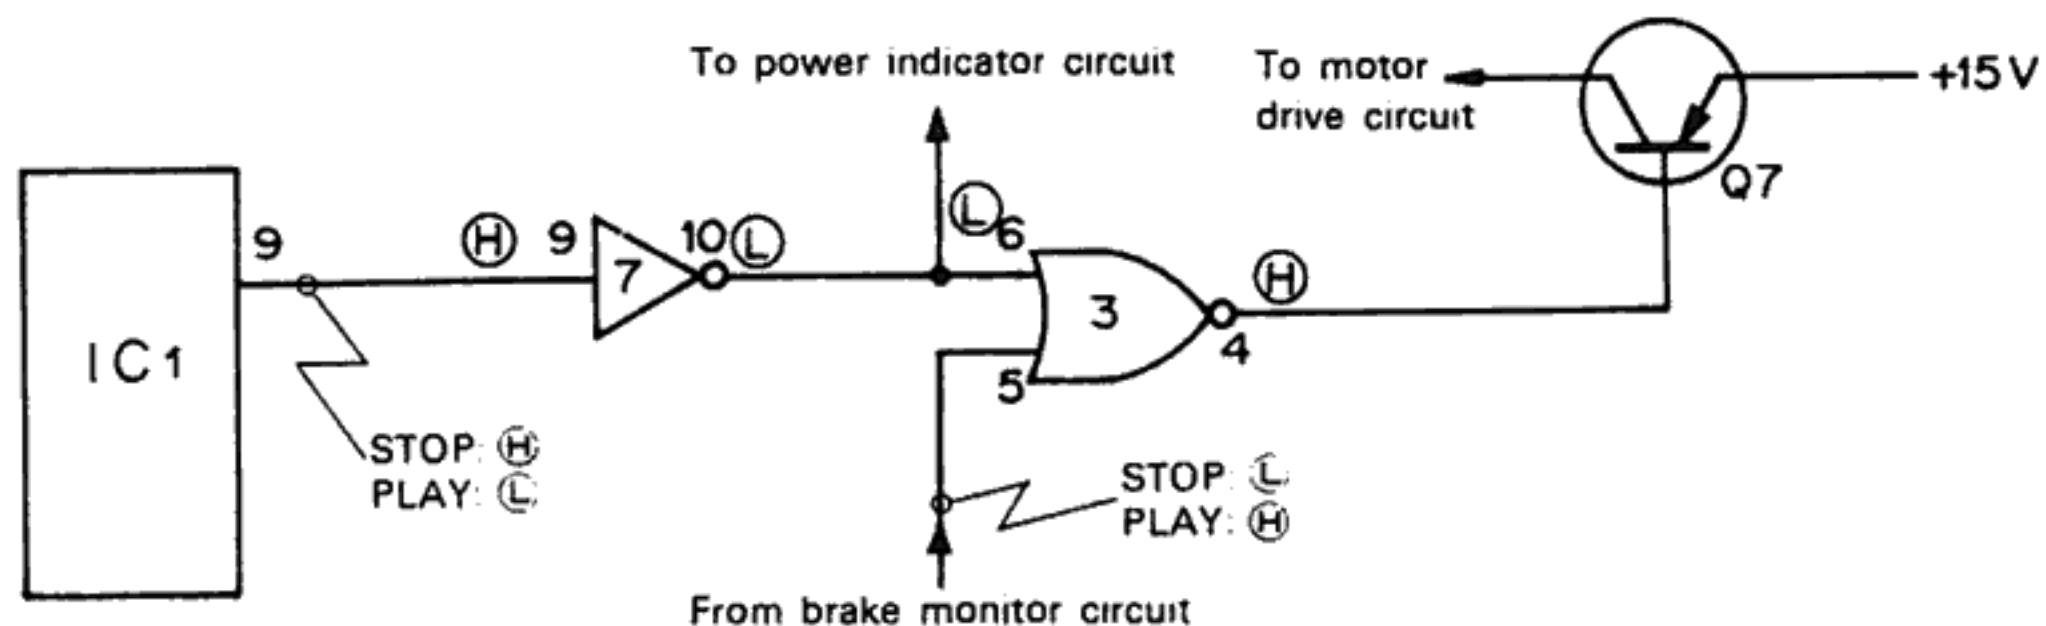 To power indicator circuit
To motor
drive circuit
+15V
Q7
9
Ⓗ
9
7
10
Ⓛ
Ⓛ
6
3
5
Ⓗ
4
IC1
STOP: Ⓗ
PLAY: Ⓛ
STOP: Ⓛ
PLAY: Ⓗ
From brake monitor circuit